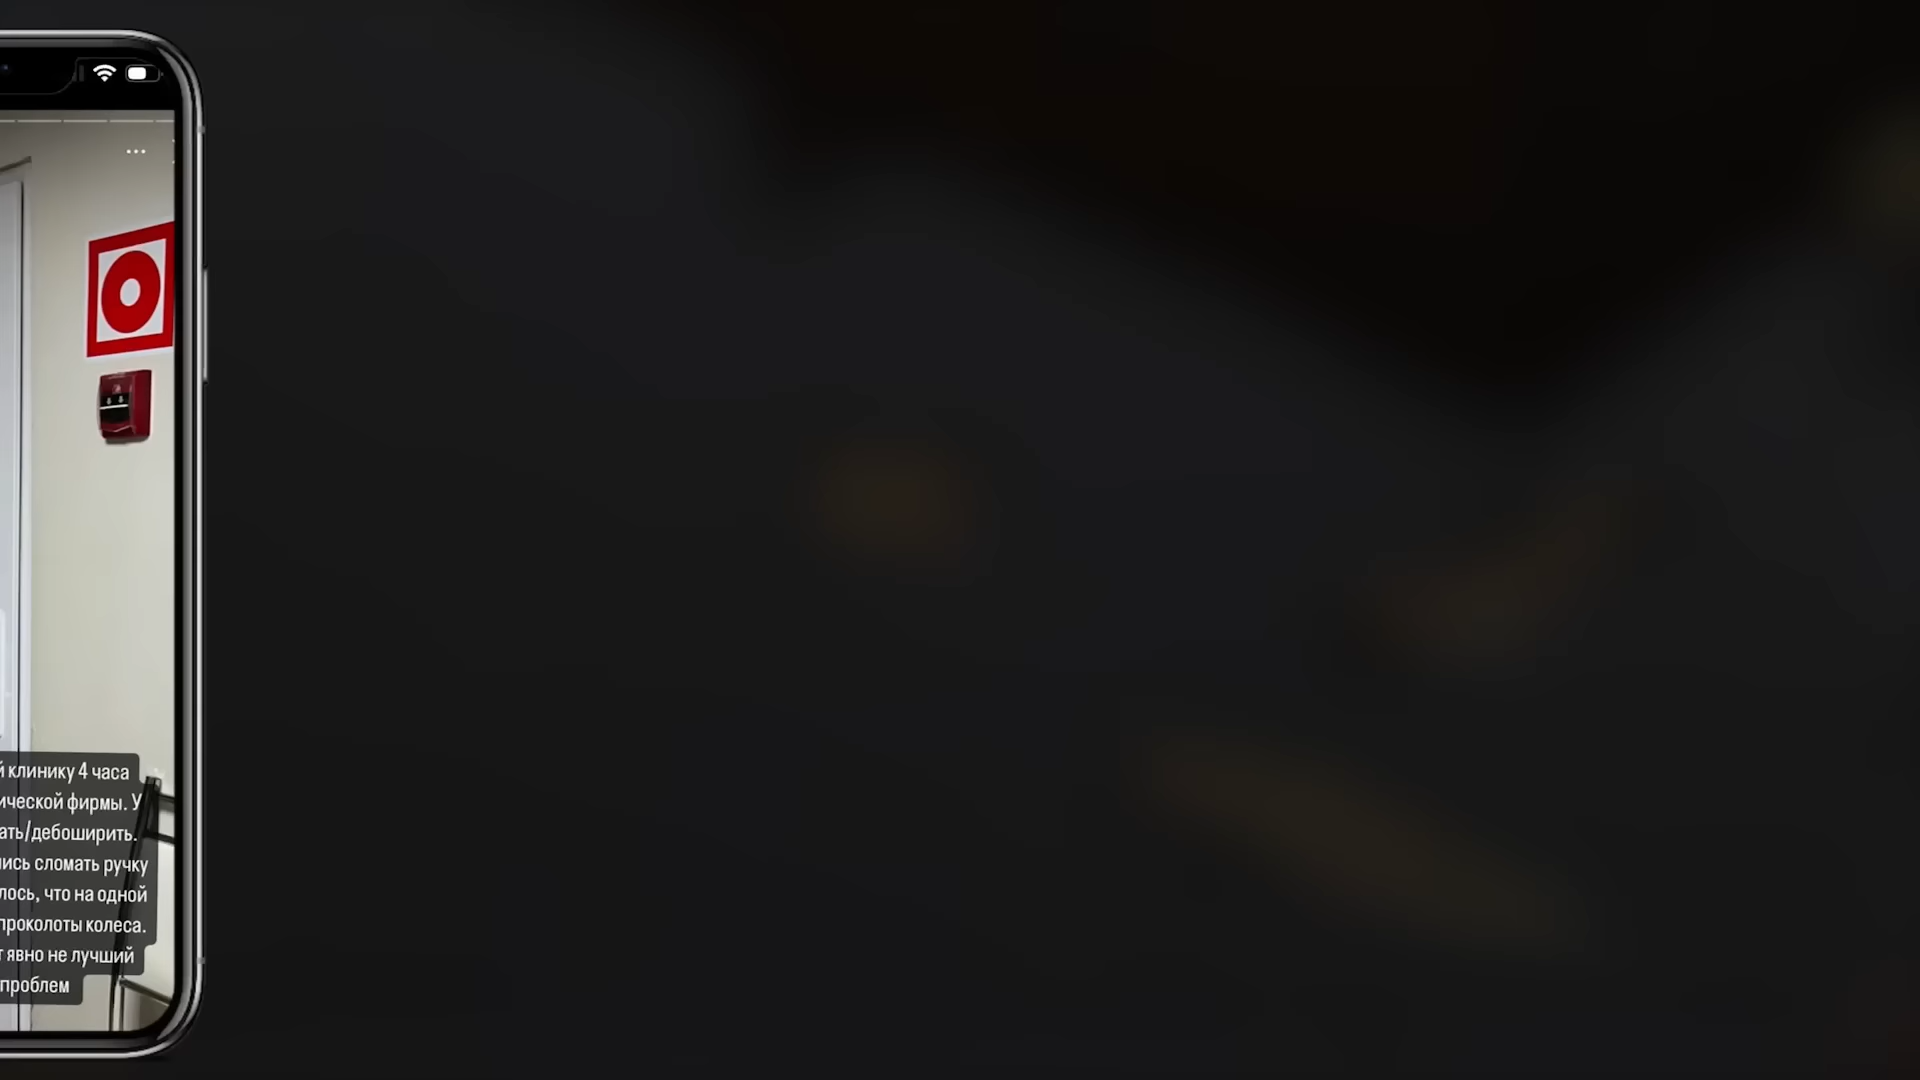 й клинику 4 часа
ической фирмы. У
ать/дебоширить.
ись сломать ручку
лось, что на одной
проколоты колеса.
т явно не лучший
проблем